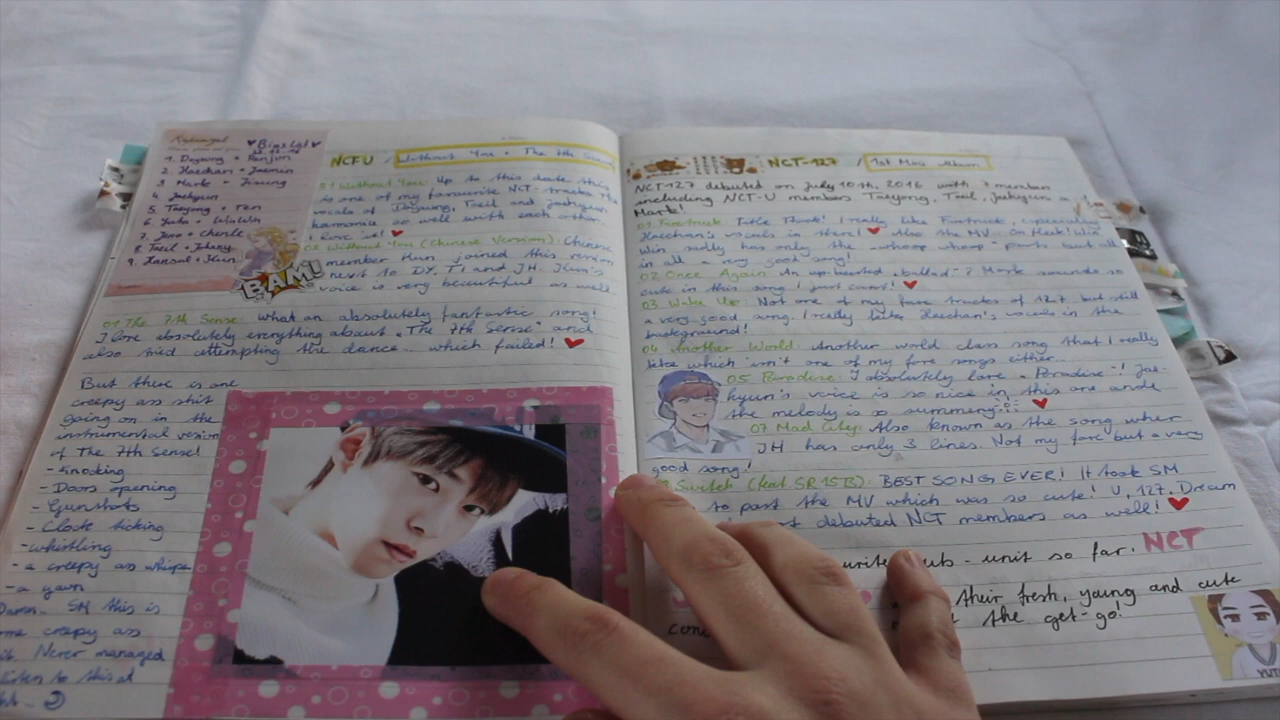 ♥ Bias List ♥
1. Doyoung + Renjun
2. Haechan + Jaemin
3. Mark + Jisung
4. Jaehyun
5. Taeyong + Ten
6. Yuta + WinWin
7. Jeno + Chenle
8. Taeil + Johnny
9. Hansol + Kun
BAM!
NCT-U / Without You + The 7th Sense
01 Without You: Up to this date this
is one of my favourite NCT-tracks. The
vocals of Doyoung, Taeil and Jaehyun
harmonise so well with each other.
I love it! ♥
02 Without You (Chinese Version): Chinese
member Kun joined this version
next to DY, TI and JH. Kun's
voice is very beautiful as well
01 The 7th Sense: what an absolutely fantastic song!
I love absolutely everything about „The 7th Sense" and
also tried attempting the dance... which failed! ♥
But there is one
creepy ass shit
going on in the
instrumental version
of The 7th Sense!
- Knocking
- Doors opening
- Gunshots
- Clock ticking
- whistling
- a creepy ass whisper
- a yawn
Damn.. SM this is
some creepy ass
Never managed
listen to this at
NCT-127 / 1st Mini Album
NCT127 debuted on July 10th, 2016 with 7 members
including NCT-U members Taeyong, Taeil, Jaehyun &
Mark!
01 Firetruck: Title Track! I really like Firetruck, especially
Haechan's vocals in there! ♥ Also the MV. On fleek! Win
Win sadly has only the -whoop whoop- parts but all
in all a very good song!
02 Once Again: An up-beated „ballad"? Mark sounds so
cute in this song I just can't! ♥
03. Wake Up: Not one of my fave tracks of 127 but still
a very good song. I really like Haechan's vocals in the
background!
04 Another World: Another world class song that I really
like which isn't one of my fave songs either..
05 Paradise: I absolutely love „Paradise"! Jae-
hyun's voice is so nice in this one and
the melody is so summery ♥
07 Mad City: Also known as the song where
JH has only 3 lines. Not my fave but a very
good song!
Switch (feat. SR15B): BEST SONG EVER! It took SM
to post the MV which was so cute! U, 127, Dream
debuted NCT members as well! ♥
sub-unit so far. NCT
their fresh, young and cute
the get-go!
YUTA